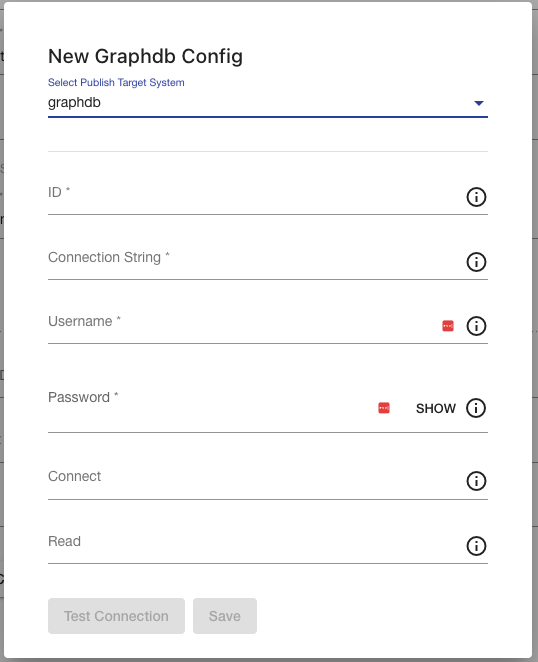 New Graphdb Config
Select Publish Target System
graphdb
ID *
Connection String *
Username *
Password *
SHOW
Connect
Read
Test Connection
Save